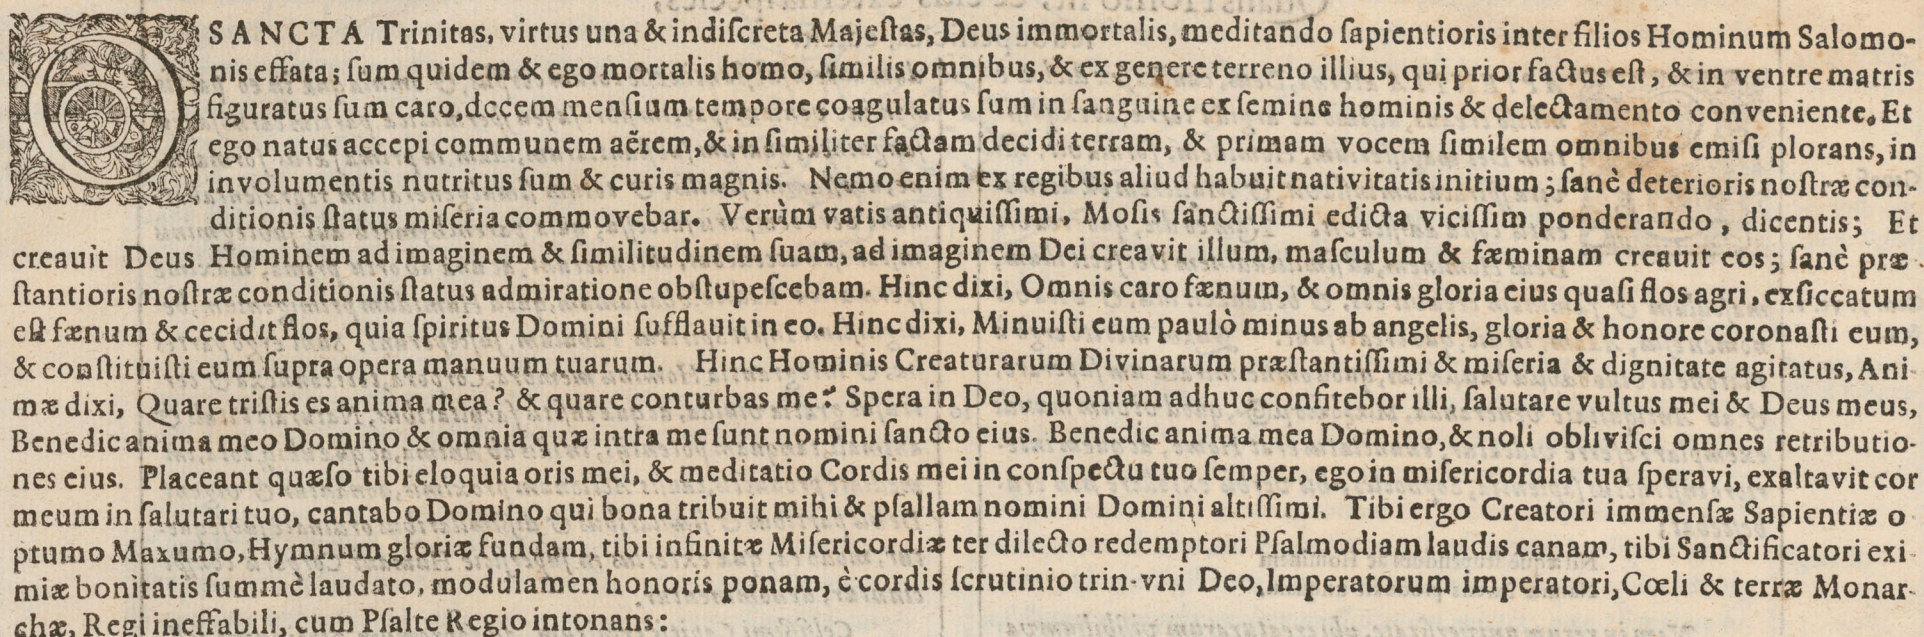 O SANCTA Trinitas, virtus una & indiſcreta Majeſtas, Deus immortalis, meditando ſapientioris inter filios Hominum Salomo-
nis effata; ſum quidem & ego mortalis homo, ſimilis omnibus, & ex genere terreno illius, qui prior factus eſt, & in ventre matris
figuratus ſum caro, decem menſium tempore coagulatus ſum in ſanguine ex ſemine hominis & delectamento conveniente. Et
ego natus accepi communem aërem, & in ſimiliter factam decidi terram, & primam vocem ſimilem omnibus emiſi plorans, in
involumentis nutritus ſum & curis magnis. Nemo enim ex regibus aliud habuit nativitatis initium; ſanè deterioris noſtræ con-
ditionis ſtatus miſeria commovebar. Verùm vatis antiquiſſimi, Moſis ſanctiſſimi edicta viciſſim ponderando, dicentis; Et
creauit Deus Hominem ad imaginem & ſimilitudinem ſuam, ad imaginem Dei creavit illum, maſculum & fæminam creauit eos; ſanè præ-
ſtantioris noſtræ conditionis ſtatus admiratione obſtupeſcebam. Hinc dixi, Omnis caro fænum, & omnis gloria eius quaſi flos agri, exſiccatum
eſt fænum & cecidit flos, quia ſpiritus Domini ſufflauit in eo. Hinc dixi, Minuiſti eum paulò minus ab angelis, gloria & honore coronaſti eum,
& conſtituiſti eum ſupra opera manuum tuarum. Hinc Hominis Creaturarum Divinarum præſtantiſſimi & miſeria & dignitate agitatus, Ani-
mæ dixi, Quare triſtis es anima mea? & quare conturbas me? Spera in Deo, quoniam adhuc confitebor illi, ſalutare vultus mei & Deus meus,
Benedic anima meo Domino & omnia quæ intra me ſunt nomini ſancto eius. Benedic anima mea Domino, & noli obliviſci omnes retributio-
nes eius. Placeant quæſo tibi eloquia oris mei, & meditatio Cordis mei in conſpectu tuo ſemper, ego in miſericordia tua ſperavi, exaltavit cor
meum in ſalutari tuo, cantabo Domino qui bona tribuit mihi & pſallam nomini Domini altiſſimi. Tibi ergo Creatori immenſæ Sapientiæ o
ptumo Maxumo, Hymnum gloriæ fundam, tibi infinitæ Miſericordiæ ter dilecto redemptori Pſalmodiam laudis canam, tibi Sanctificatori exi
miæ bonitatis ſummè laudato, modulamen honoris ponam, è cordis ſcrutinio trin-vni Deo, Imperatorum imperatori, Cœli & terræ Monar-
chæ, Regi ineffabili, cum Pſalte Regio intonans: